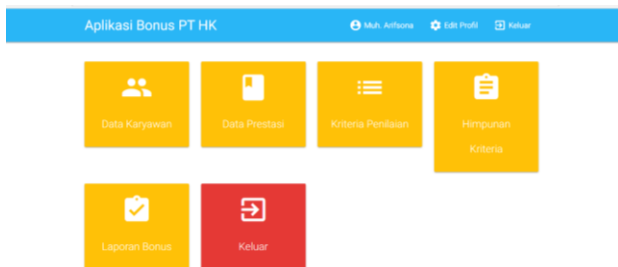 Aplikasi Bonus PT HK
Muh. Arifsona Edit Profil Keluar
Data Karyawan
Data Prestasi
Kriteria Penilaian
Himpunan
Kriteria
Laporan Bonus
Keluar